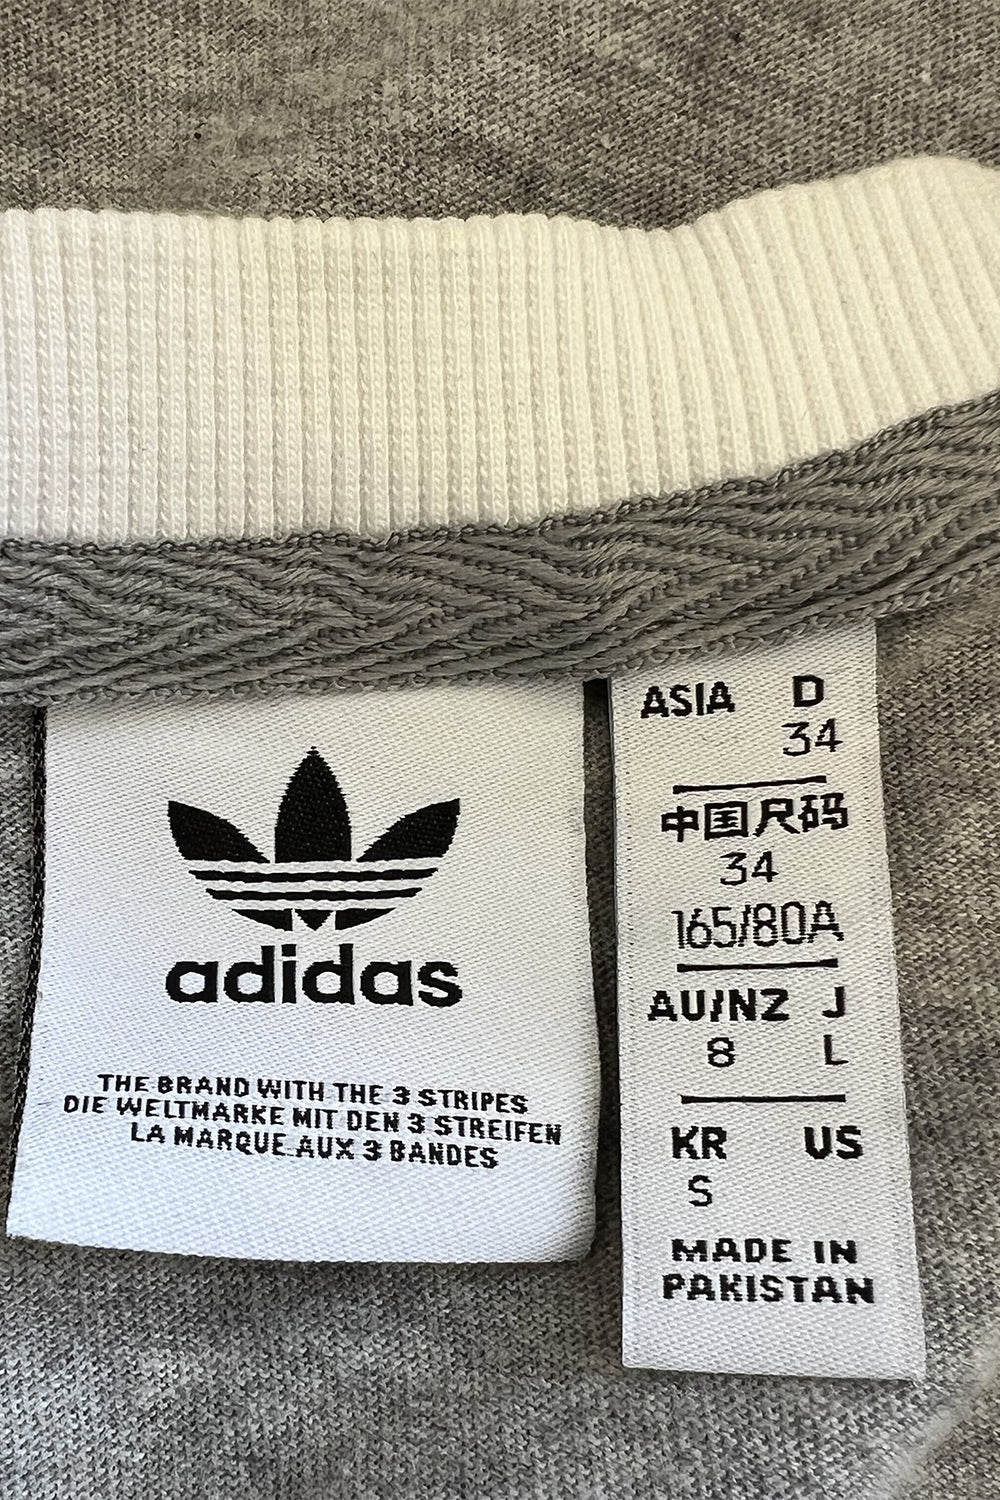 adidas
THE BRAND WITH THE 3 STRIPES
DIE WELTMARKE MIT DEN 3 STREIFEN
LA MARQUE AUX 3 BANDES
ASIA D
34
中国尺码
34
165/80A
AU/NZ J
8 L
KR US
S
MADE IN
PAKISTAN